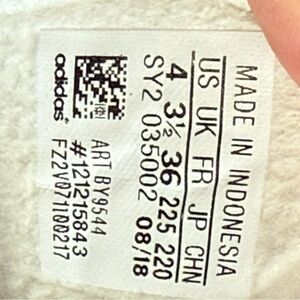 MADE IN INDONESIA
US UK FR JP CHN
4 3½ 36 225 220
SY2 035002 08/18
ART BY9544
# 121215843
FZ2V071100217
adidas